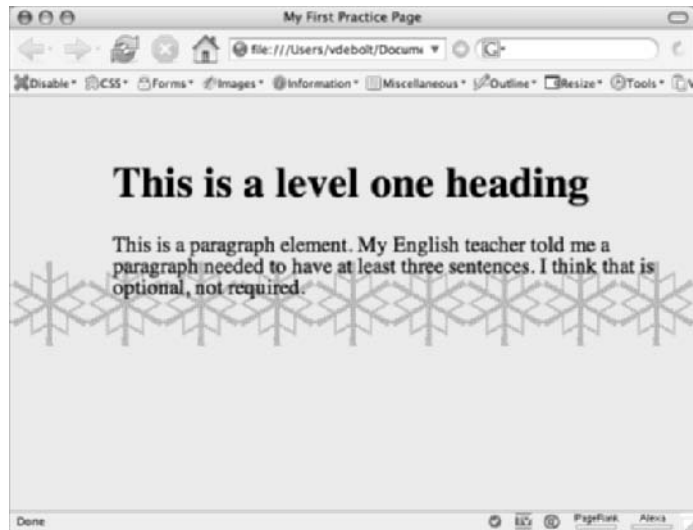 My First Practice Page
file:///Users/vdebolt/Docume
G
Disable CSS Forms Images Information Miscellaneous Outline Resize Tools V
This is a level one heading
This is a paragraph element. My English teacher told me a
paragraph needed to have at least three sentences. I think that is
optional, not required.
Done PageRank Alexa